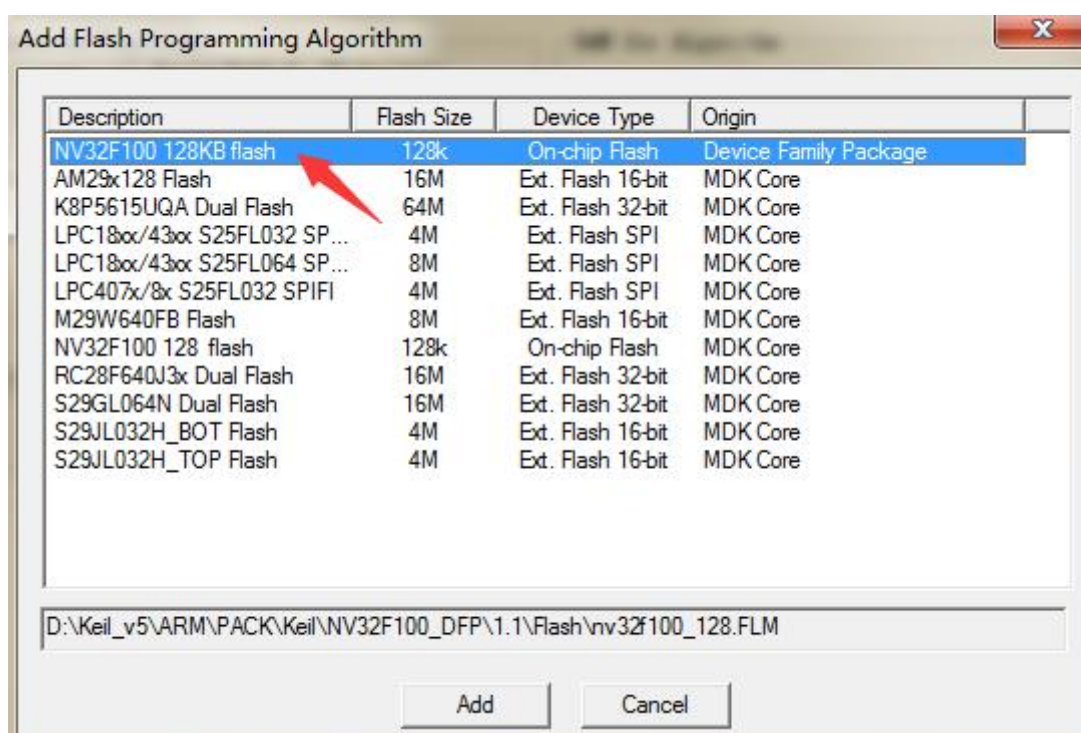 Add Flash Programming Algorithm
Description Flash Size Device Type Origin
NV32F100 128KB flash 128k On-chip Flash Device Family Package
AM29x128 Flash 16M Ext. Flash 16-bit MDK Core
K8P5615UQA Dual Flash 64M Ext. Flash 32-bit MDK Core
LPC18xx/43xx S25FL032 SP... 4M Ext. Flash SPI MDK Core
LPC18xx/43xx S25FL064 SP... 8M Ext. Flash SPI MDK Core
LPC407x/8x S25FL032 SPIFI 4M Ext. Flash SPI MDK Core
M29W640FB Flash 8M Ext. Flash 16-bit MDK Core
NV32F100 128 flash 128k On-chip Flash MDK Core
RC28F640J3x Dual Flash 16M Ext. Flash 32-bit MDK Core
S29GL064N Dual Flash 16M Ext. Flash 32-bit MDK Core
S29JL032H_BOT Flash 4M Ext. Flash 16-bit MDK Core
S29JL032H_TOP Flash 4M Ext. Flash 16-bit MDK Core
D:\Keil_v5\ARM\PACK\Keil\NV32F100_DFP\1.1\Flash\nv32f100_128.FLM
Add Cancel